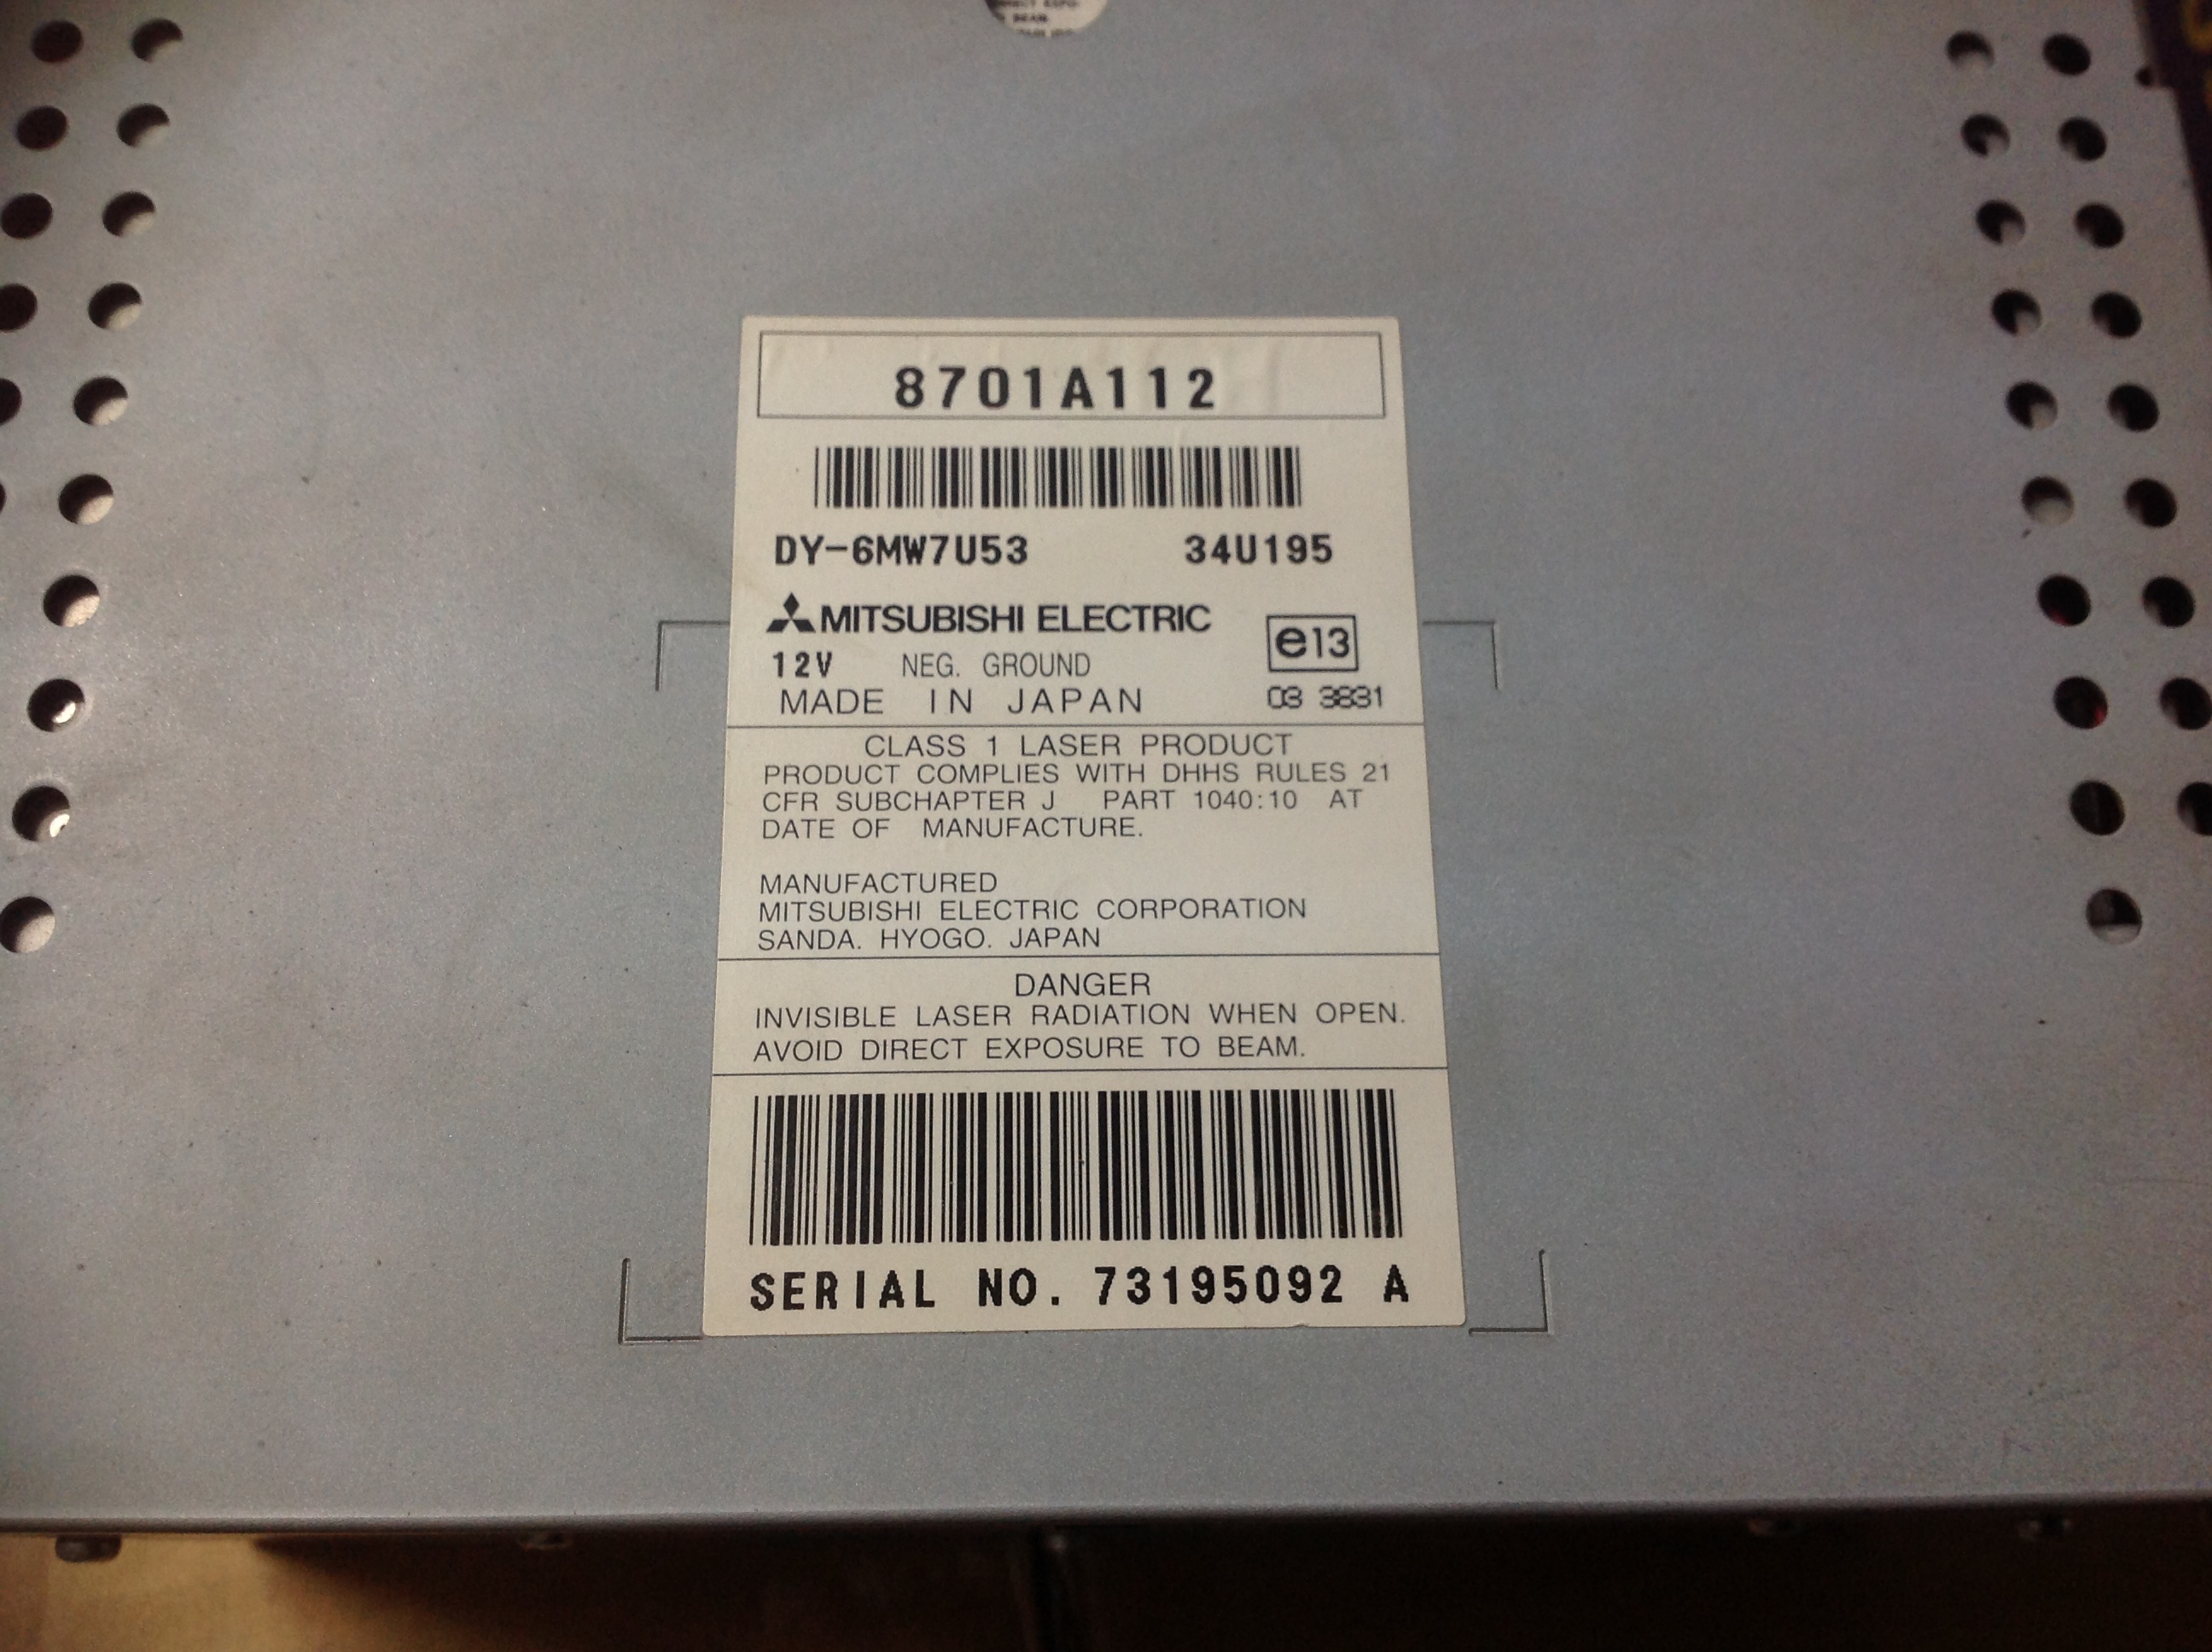 BEAM.
8701A112
DY-6MW7U53 34U195
MITSUBISHI ELECTRIC
e13
12V NEG. GROUND
MADE IN JAPAN
03 3831
CLASS 1 LASER PRODUCT
PRODUCT COMPLIES WITH DHHS RULES 21
CFR SUBCHAPTER J PART 1040:10 AT
DATE OF MANUFACTURE.
MANUFACTURED
MITSUBISHI ELECTRIC CORPORATION
SANDA. HYOGO. JAPAN
DANGER
INVISIBLE LASER RADIATION WHEN OPEN.
AVOID DIRECT EXPOSURE TO BEAM.
SERIAL NO. 73195092 A